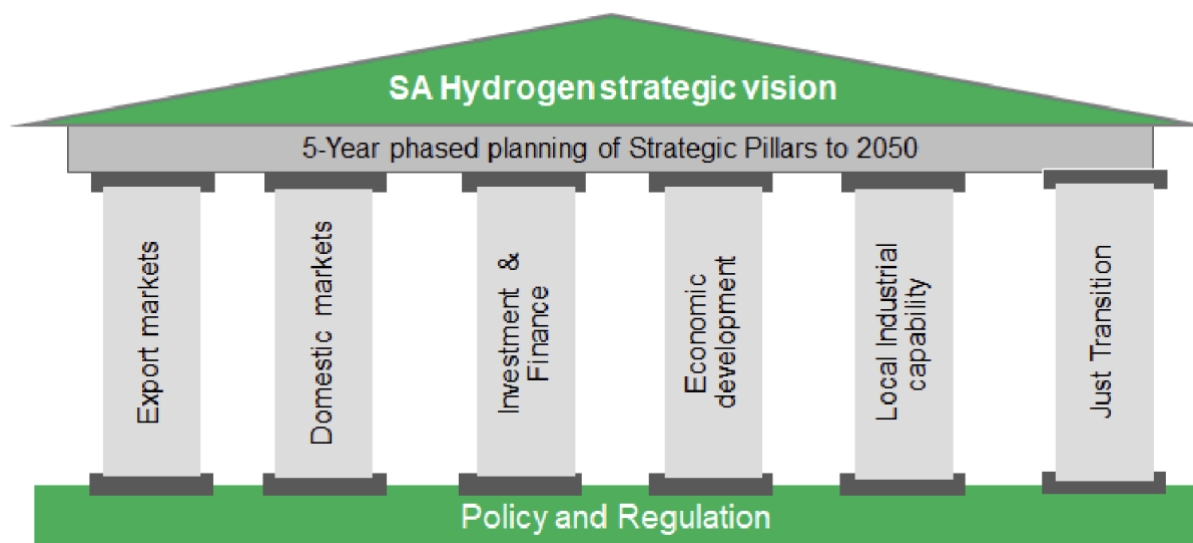 SA Hydrogen strategic vision
5-Year phased planning of Strategic Pillars to 2050
Export markets
Domestic markets
Investment &
Finance
Economic
development
Local Industrial
capability
Just Transition
Policy and Regulation